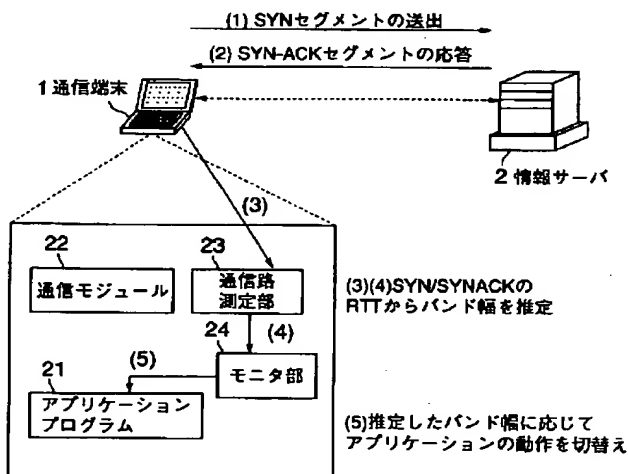 (1) SYNセグメントの送出
(2) SYN-ACKセグメントの応答
1 通信端末
2 情報サーバ
(3)
22
通信モジュール
23
通信路
測定部
(3)(4)SYN/SYNACKの
RTTからバンド幅を推定
24
(4)
モニタ部
(5)
21
アプリケーション
プログラム
(5)推定したバンド幅に応じて
アプリケーションの動作を切替え